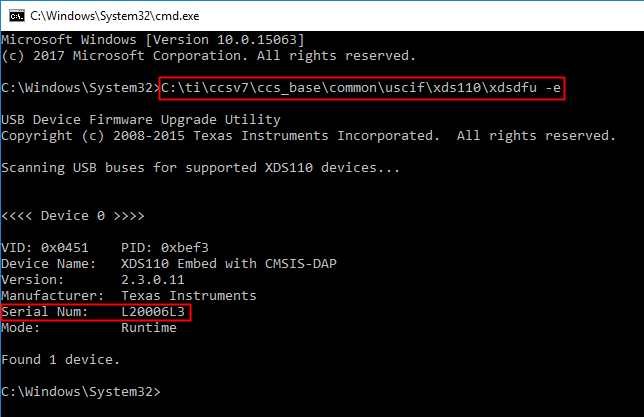 C:\Windows\System32\cmd.exe
Microsoft Windows [Version 10.0.15063]
(c) 2017 Microsoft Corporation. All rights reserved.
C:\Windows\System32>C:\ti\ccsv7\ccs_base\common\uscif\xds110\xdsdfu -e
USB Device Firmware Upgrade Utility
Copyright (c) 2008-2015 Texas Instruments Incorporated.  All rights reserved.
Scanning USB buses for supported XDS110 devices...
<<<< Device 0 >>>>
VID: 0x0451    PID: 0xbef3
Device Name:   XDS110 Embed with CMSIS-DAP
Version:       2.3.0.11
Manufacturer:  Texas Instruments
Serial Num:    L20006L3
Mode:          Runtime
Found 1 device.
C:\Windows\System32>